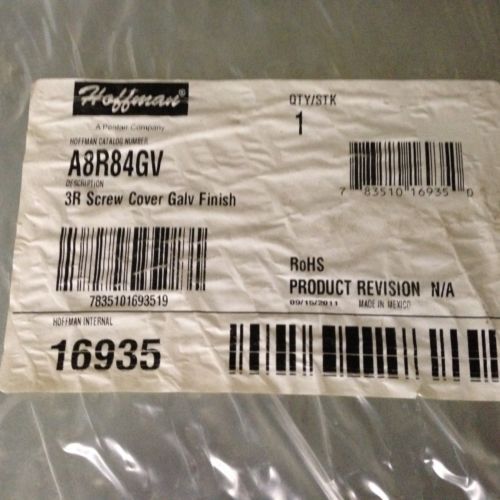 Hoffman®
A Pentair Company
QTY/STK
1
HOFFMAN CATALOG NUMBER
A8R84GV
DESCRIPTION
3R Screw Cover Galv Finish
7 83510 16935 0
7835101693519
RoHS
PRODUCT REVISION N/A
09/15/2011 MADE IN MEXICO
HOFFMAN INTERNAL
16935